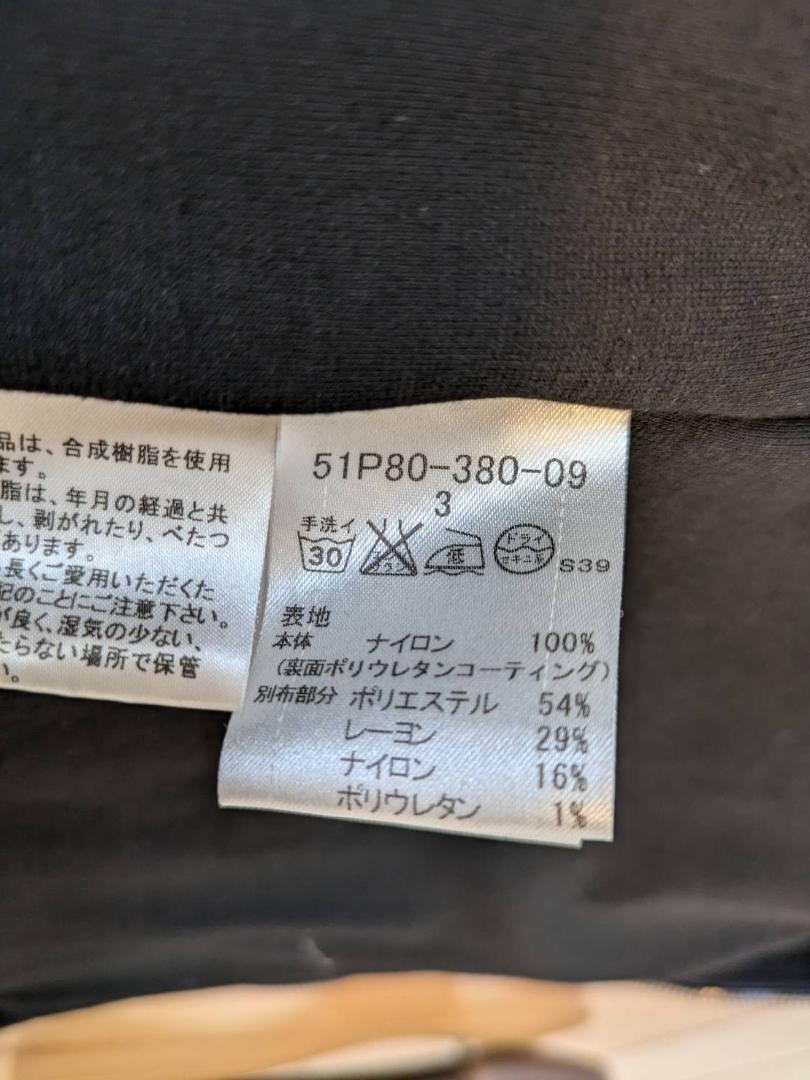 品は、合成樹脂を使用
ます。
脂は、年月の経過と共
し、剥がれたり、べたつ
あります。
長くご愛用いただくた
記のことにご注意下さい。
が良く、湿気の少ない、
たらない場所で保管
い。
51P80-380-09
3
手洗イ
30 低 ドライ
セキユ系 S39
表地
本体 ナイロン 100%
(裏面ポリウレタンコーティング)
別布部分 ポリエステル 54%
レーヨン 29%
ナイロン 16%
ポリウレタン 1%